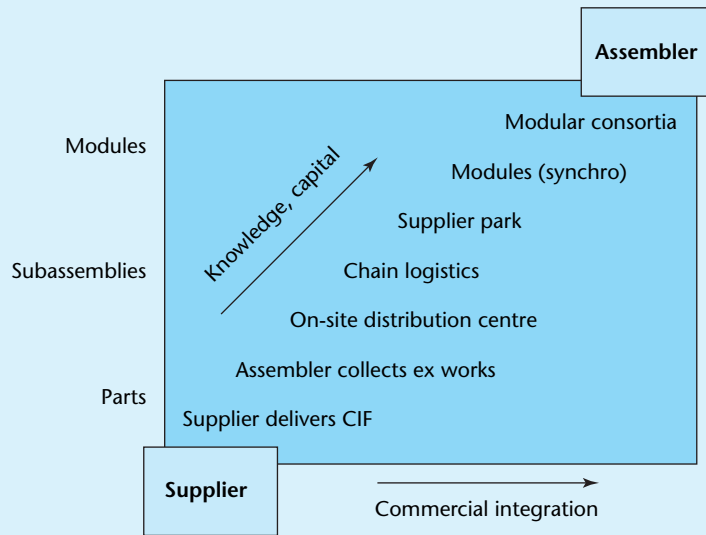 Assembler
Modular consortia
Modules
Modules (synchro)
Knowledge, capital
Supplier park
Subassemblies
Chain logistics
On-site distribution centre
Assembler collects ex works
Parts
Supplier delivers CIF
Supplier
Commercial integration